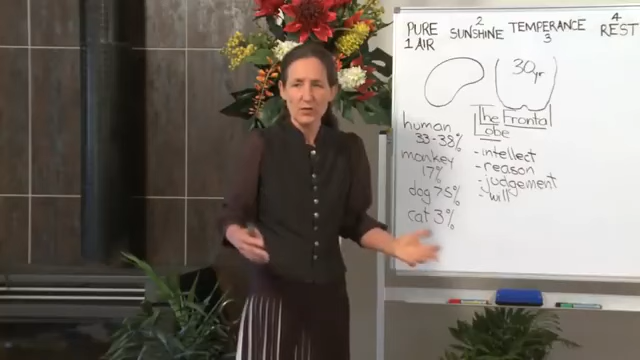 PURE 1 AIR
2 SUNSHINE
TEMPERANCE 3
4 REST
30yr
The Frontal
Lobe
human
33-38%
monkey
17%
dog 7.5%
cat 3%
-intellect
-reason
-judgement
-will